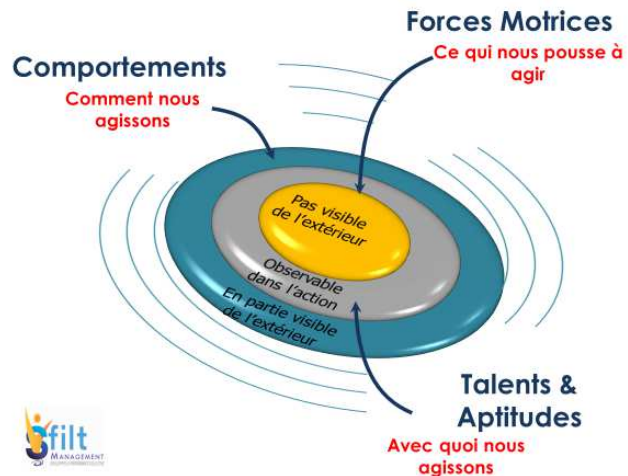 Forces Motrices
Ce qui nous pousse à
agir
Comportements
Comment nous
agissons
Pas visible
de l'extérieur
Observable
dans l'action
En partie visible
de l'extérieur
Talents &
Aptitudes
Avec quoi nous
agissons
filt
MANAGEMENT